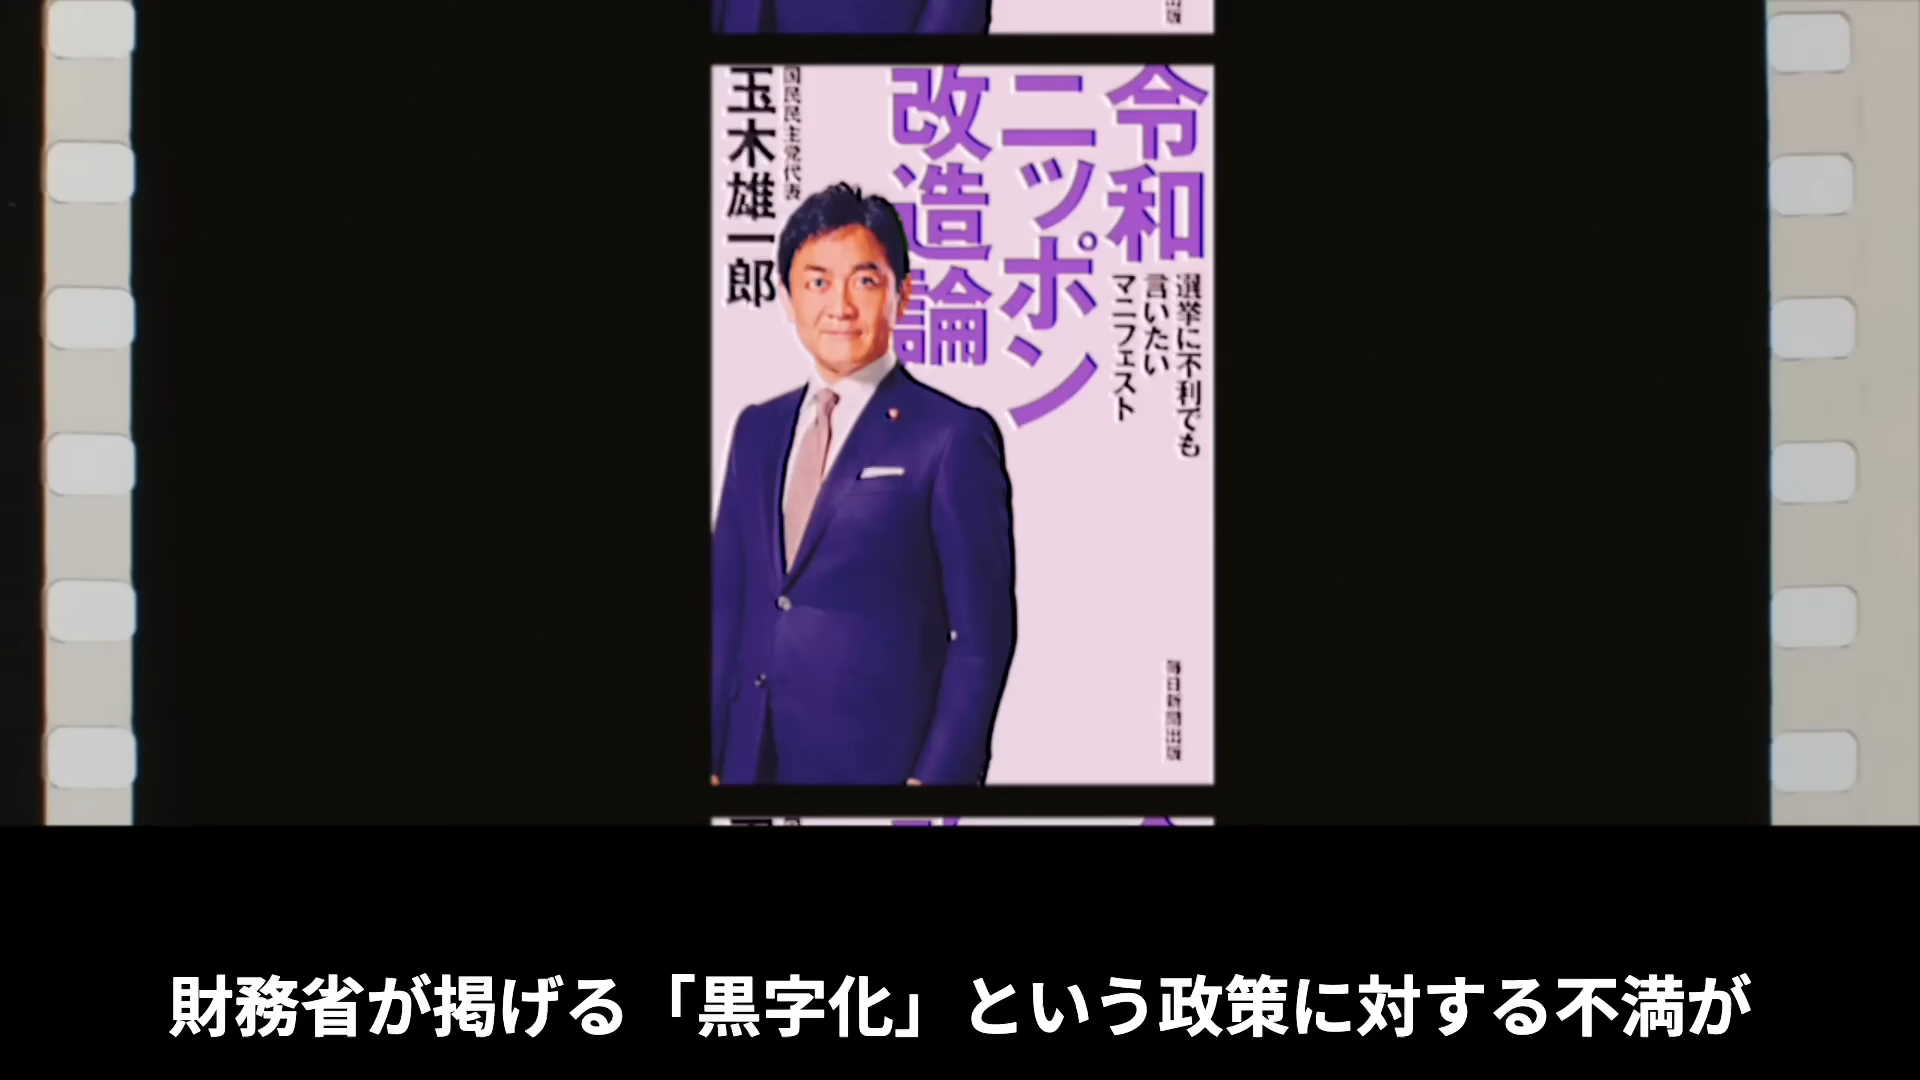 令和
ニッポン
改造論
選挙に不利でも
言いたい
マニフェスト
国民民主党代表
玉木雄一郎
毎日新聞出版
財務省が掲げる「黒字化」という政策に対する不満が